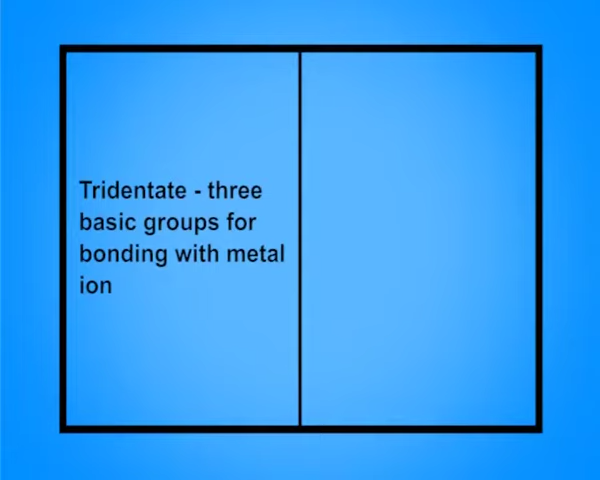 Tridentate - three
basic groups for
bonding with metal
ion